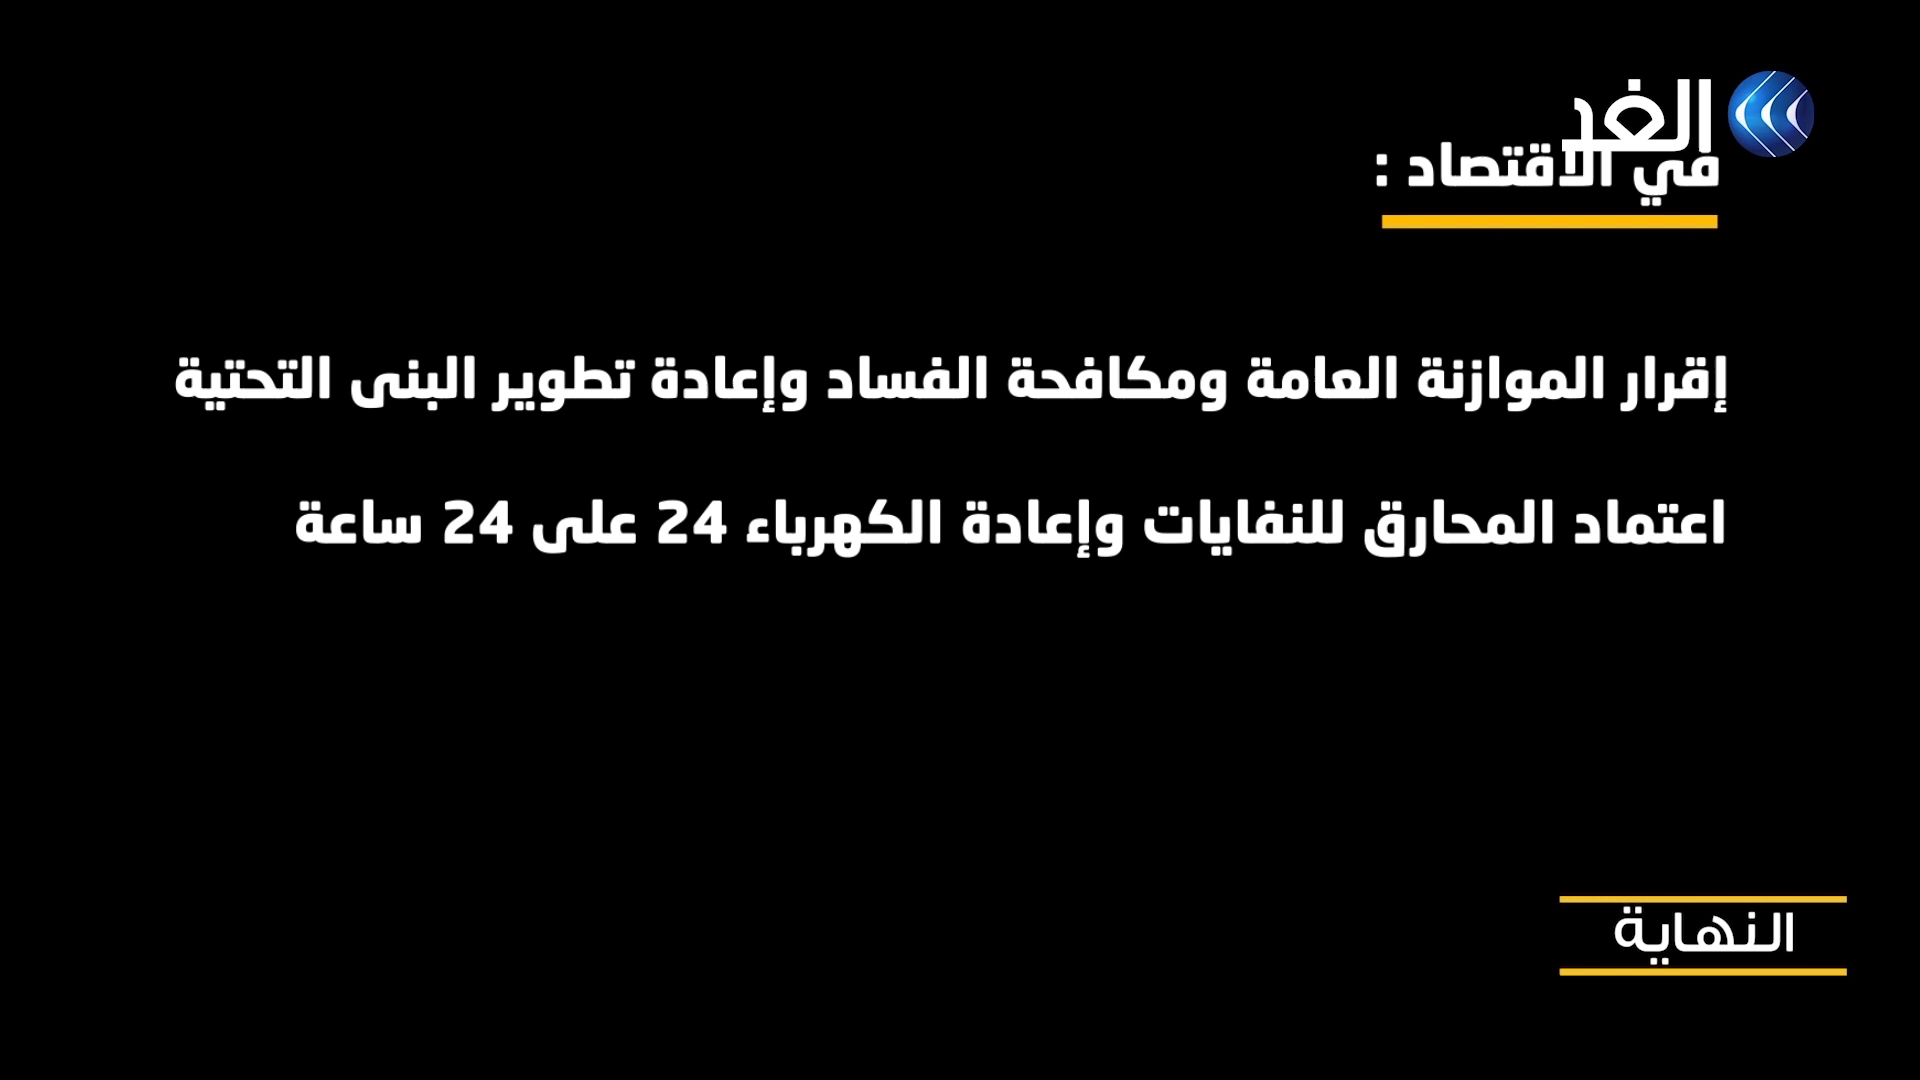 الغد
في الاقتصاد :
إقرار الموازنة العامة ومكافحة الفساد وإعادة تطوير البنى التحتية
اعتماد المحارق للنفايات وإعادة الكهرباء 24 على 24 ساعة
النهاية